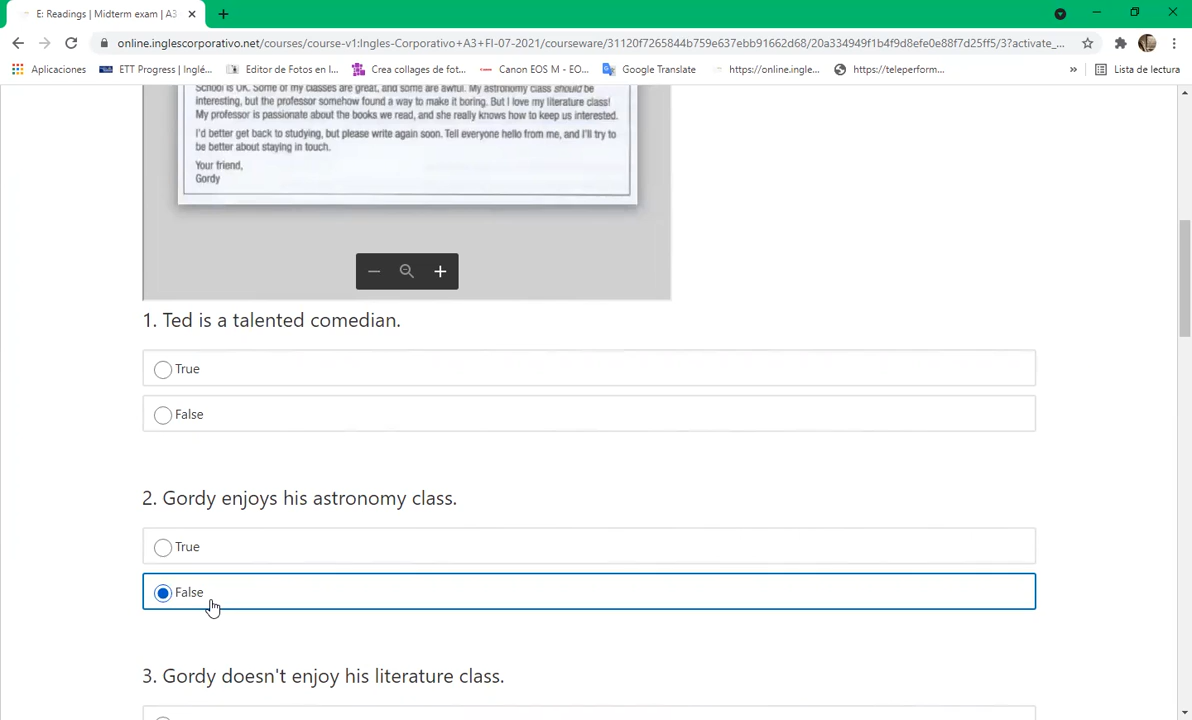 E: Readings | Midterm exam | A3
online.inglescorporativo.net/courses/course-v1:Ingles-Corporativo+A3+FI-07-2021/courseware/31120f7265844b759e637ebb91662d68/20a334949f1b4f9d8efe0e88f7d25ff5/3?activate_...
Aplicaciones ETT Progress | Inglé... Editor de Fotos en l... Crea collages de fot... Canon EOS M - EO... Google Translate https://online.ingle... https://teleperform... » Lista de lectura
School is OK. Some of my classes are great, and some are awful. My astronomy class should be
interesting, but the professor somehow found a way to make it boring. But I love my literature class!
My professor is passionate about the books we read, and she really knows how to keep us interested.
I'd better get back to studying, but please write again soon. Tell everyone hello from me, and I'll try to
be better about staying in touch.
Your friend,
Gordy
1. Ted is a talented comedian.
True
False
2. Gordy enjoys his astronomy class.
True
False
3. Gordy doesn't enjoy his literature class.